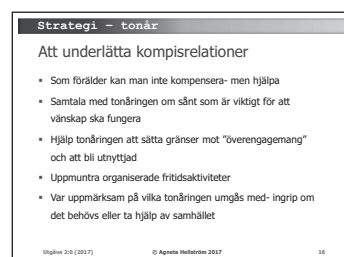 Strategi – tonår
Att underlätta kompisrelationer
▪ Som förälder kan man inte kompensera- men hjälpa
▪ Samtala med tonåringen om sånt som är viktigt för att
vänskap ska fungera
▪ Hjälp tonåringen att sätta gränser mot ”överengagemang”
och att bli utnyttjad
▪ Uppmuntra organiserade fritidsaktiviteter
▪ Var uppmärksam på vilka tonåringen umgås med- ingrip om
det behövs eller ta hjälp av samhället
Utgåva 2:0 (2017) © Agneta Hellström 2017 16